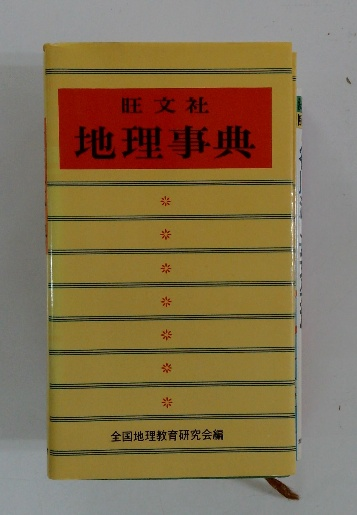 旺文社
地理事典
全国地理教育研究会編